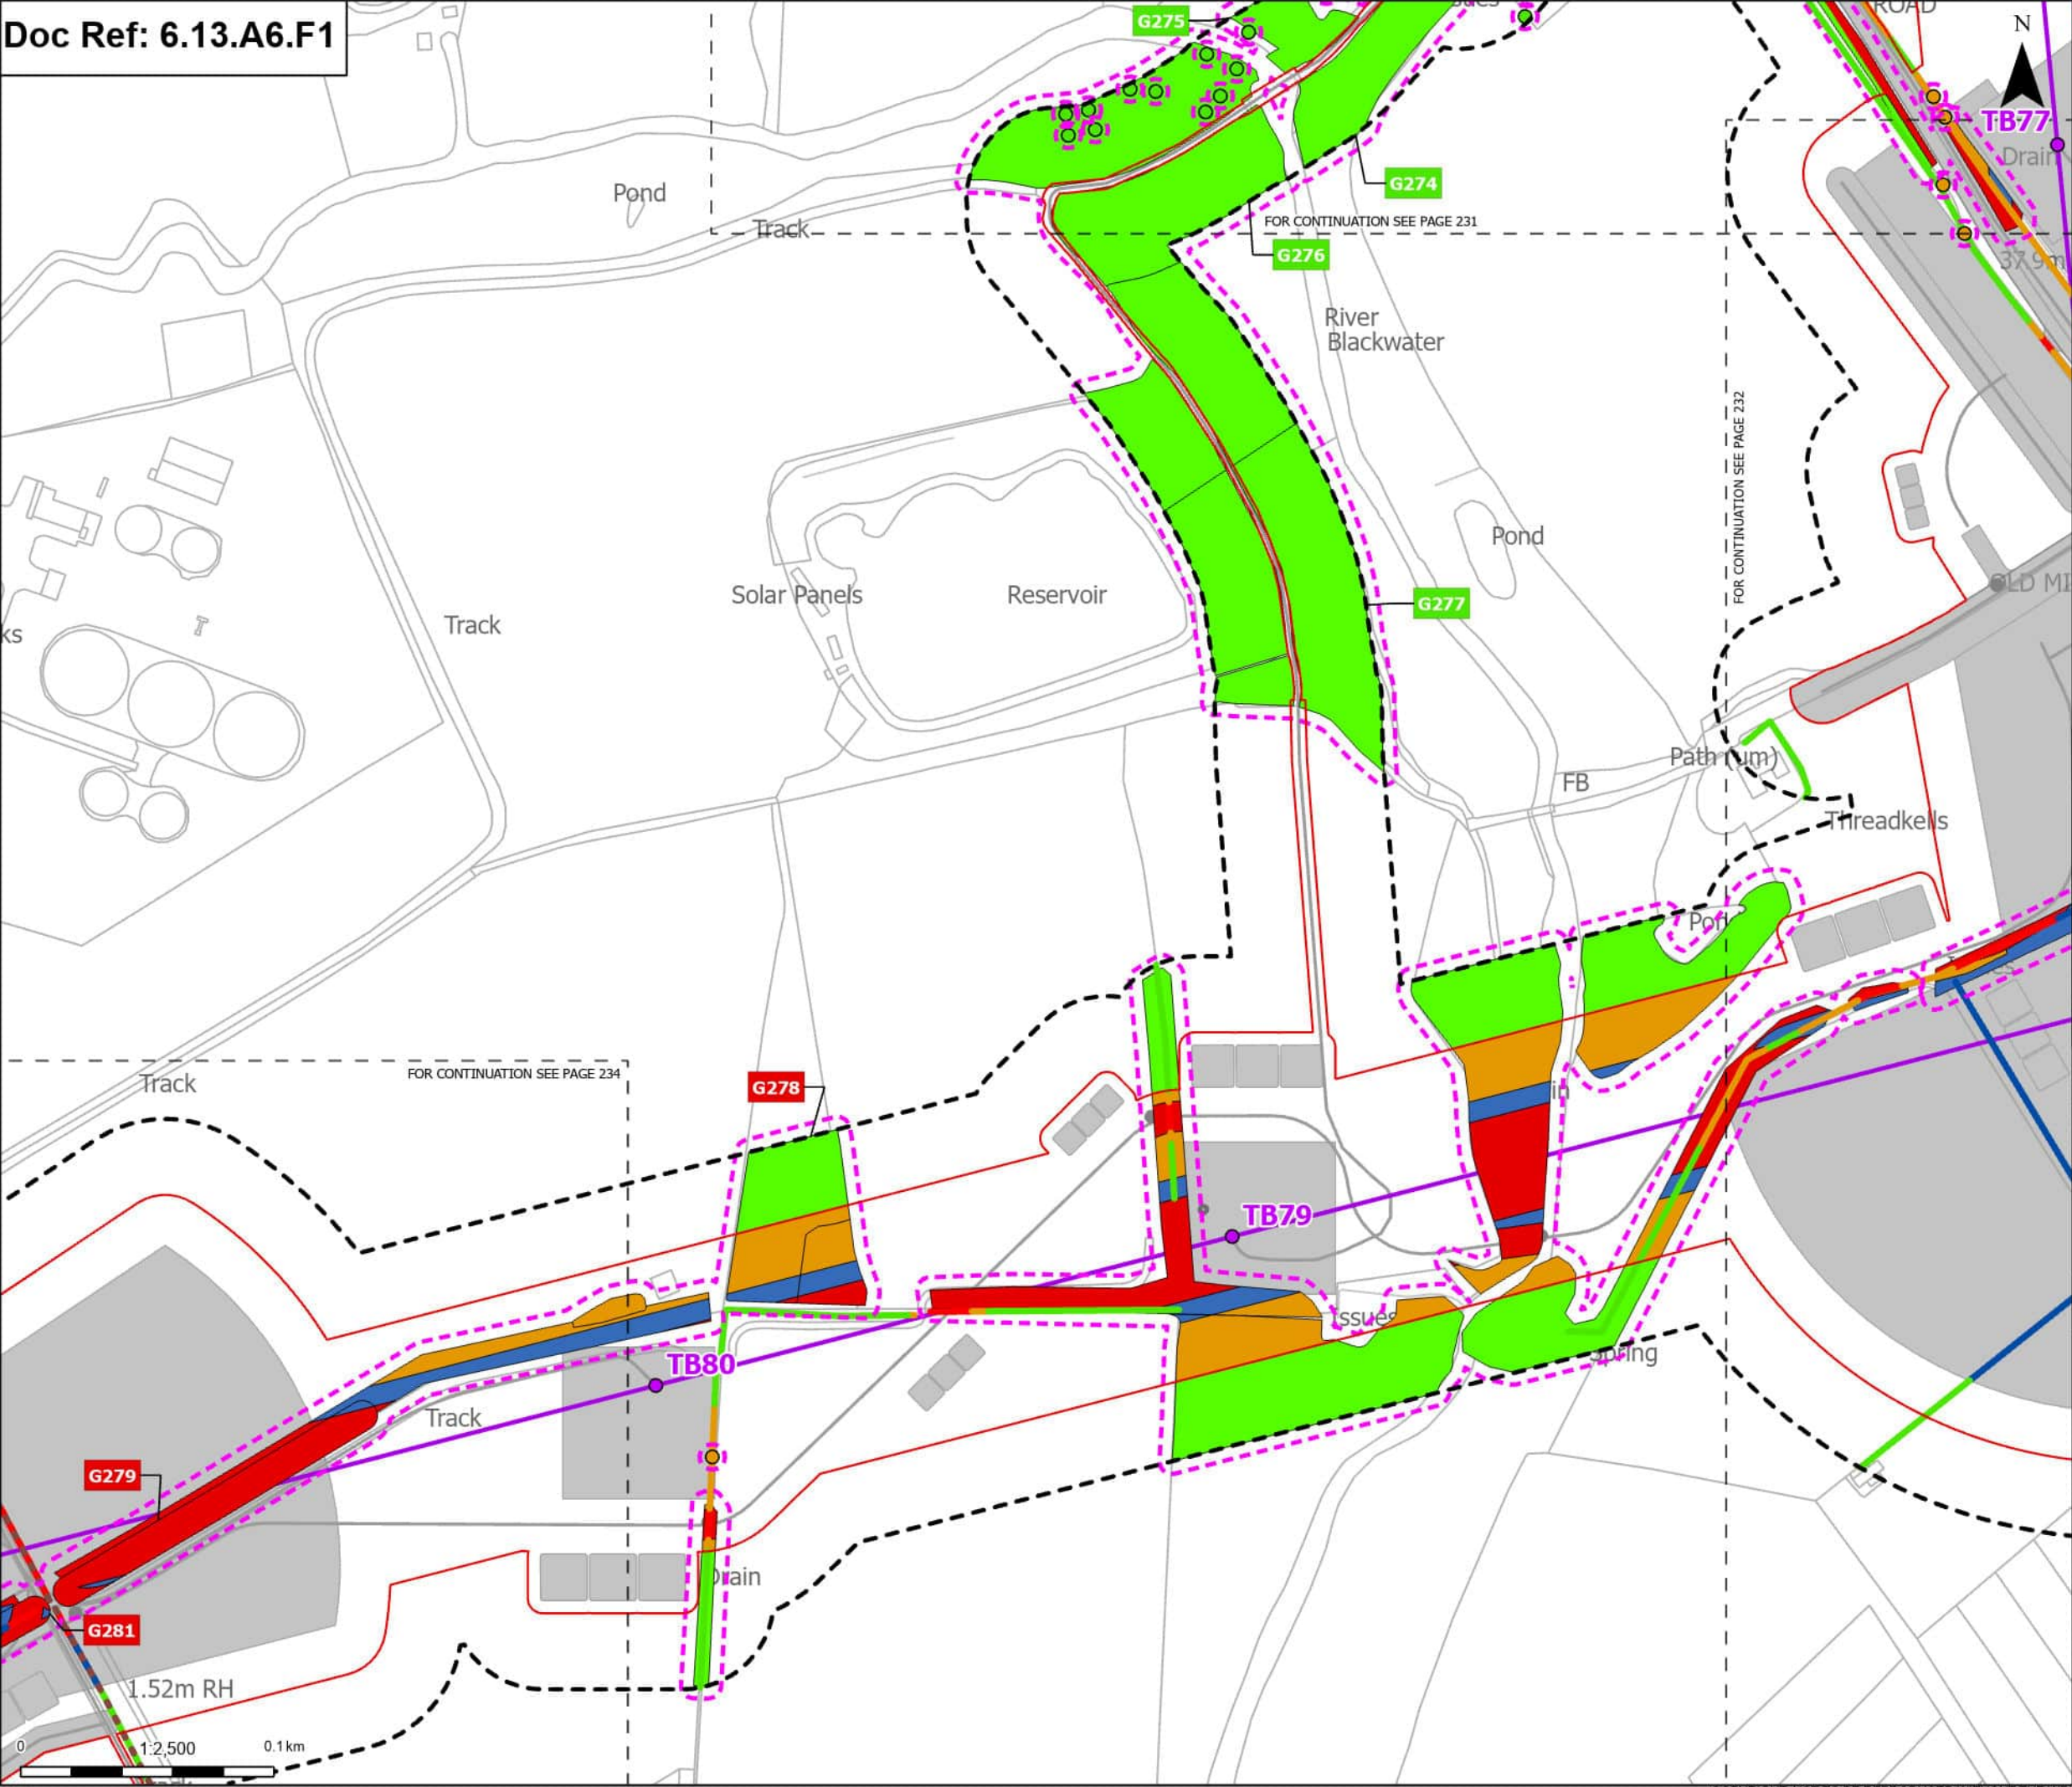 Doc Ref: 6.13.A6.F1
G275
ROAD
N
TB77
Drain
Pond
G274
FOR CONTINUATION SEE PAGE 231
Track
G276
37.9m
River
Blackwater
FOR CONTINUATION SEE PAGE 232
Pond
Solar Panels
Reservoir
G277
Track
ks
Path (um)
FB
Threadkells
FOR CONTINUATION SEE PAGE 234
Track
G278
TB79
Issues
Spring
TB80
Track
G279
Drain
G281
1.52m RH
0
1:2,500
0.1 km